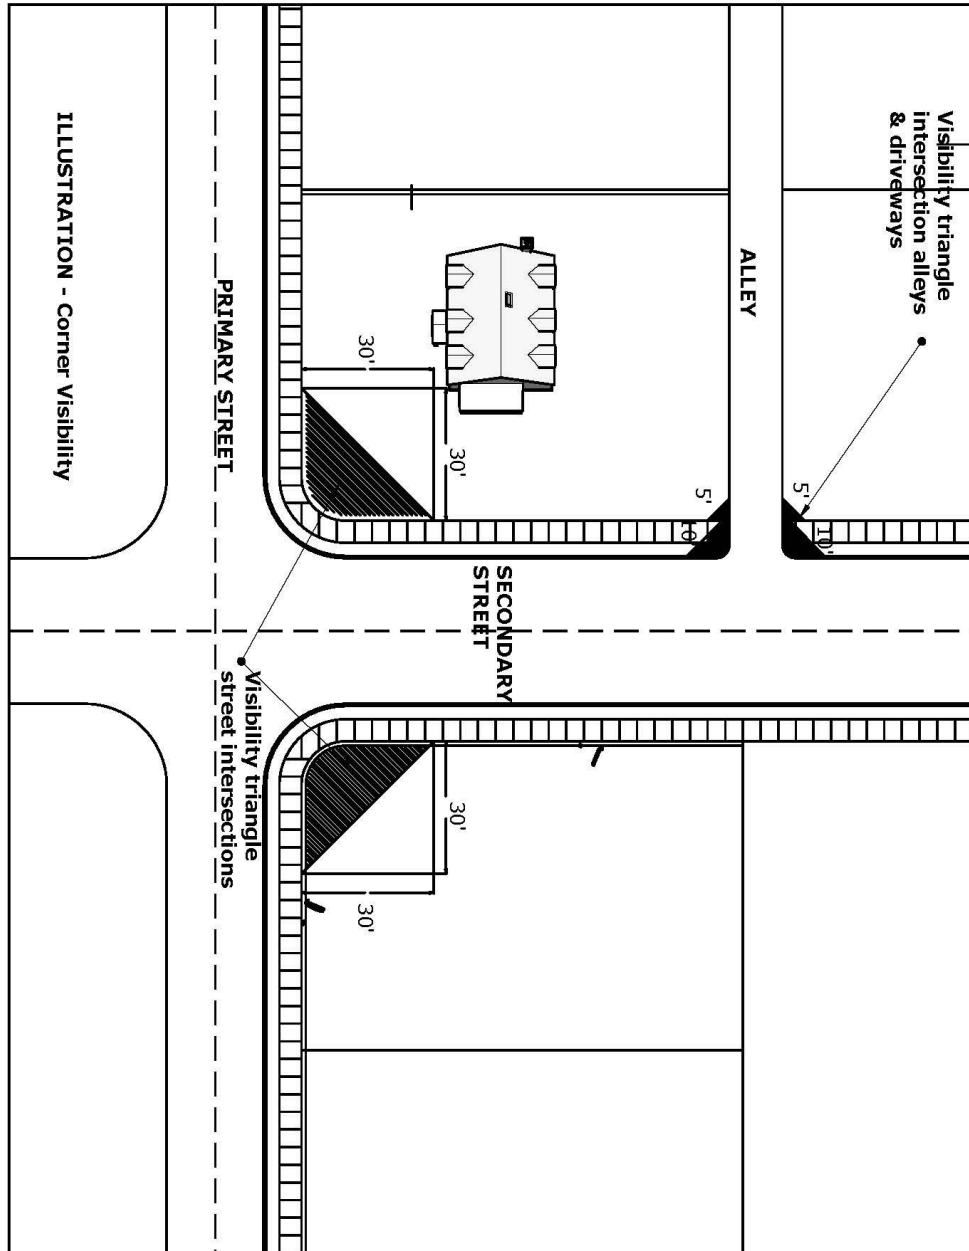 Visibility triangle
intersection alleys
& driveways
ALLEY
5'
5'
10'
10'
30'
30'
SECONDARY
STREET
30'
30'
PRIMARY STREET
Visibility triangle
street intersections
ILLUSTRATION - Corner Visibility